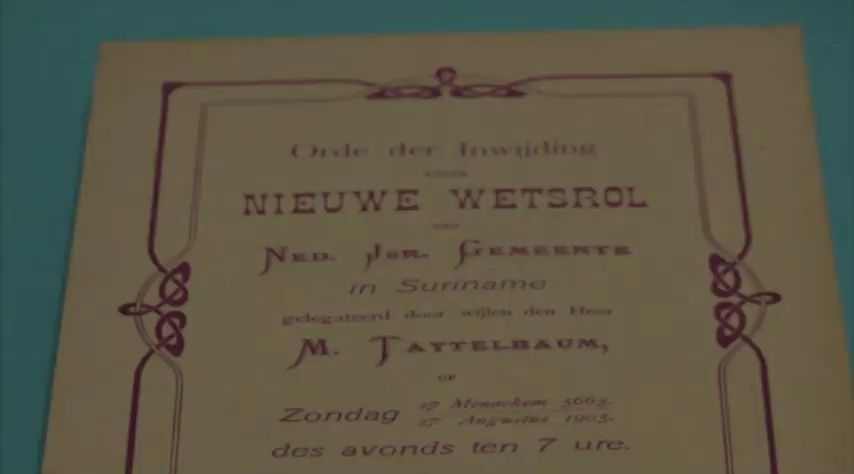 Orde der Inwijding
NIEUWE WETSROL
NED. ISR. GEMEENTE
in Suriname
gelegateerd door wijlen den Heer
M. TAYTELBAUM,
OP
Zondag 27 Menachem 5665.
27 Augustus 1905.
des avonds ten 7 ure.